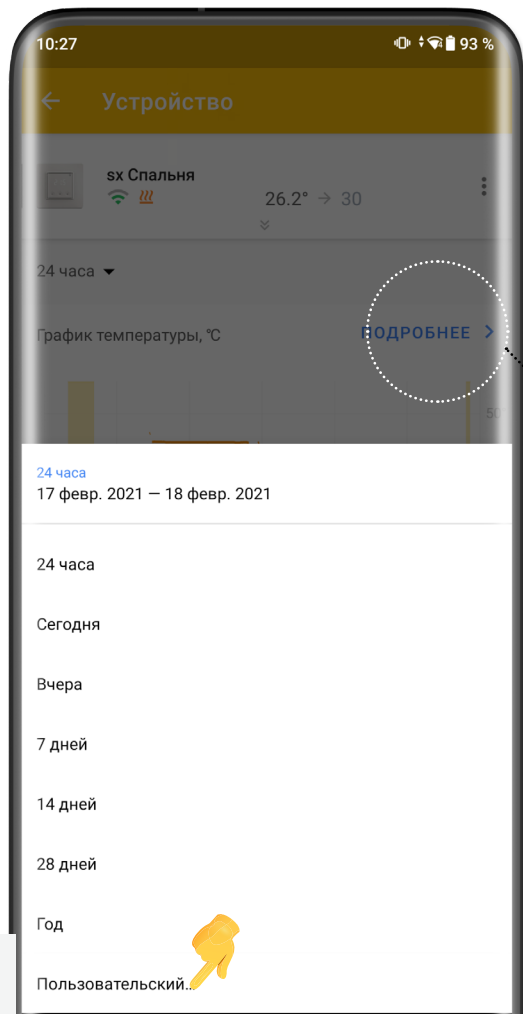 10:27 93 %
Устройство
sx Спальня
26.2° → 30
24 часа
График температуры, °C ПОДРОБНЕЕ
50°
24 часа
17 февр. 2021 — 18 февр. 2021
24 часа
Сегодня
Вчера
7 дней
14 дней
28 дней
Год
Пользовательский...